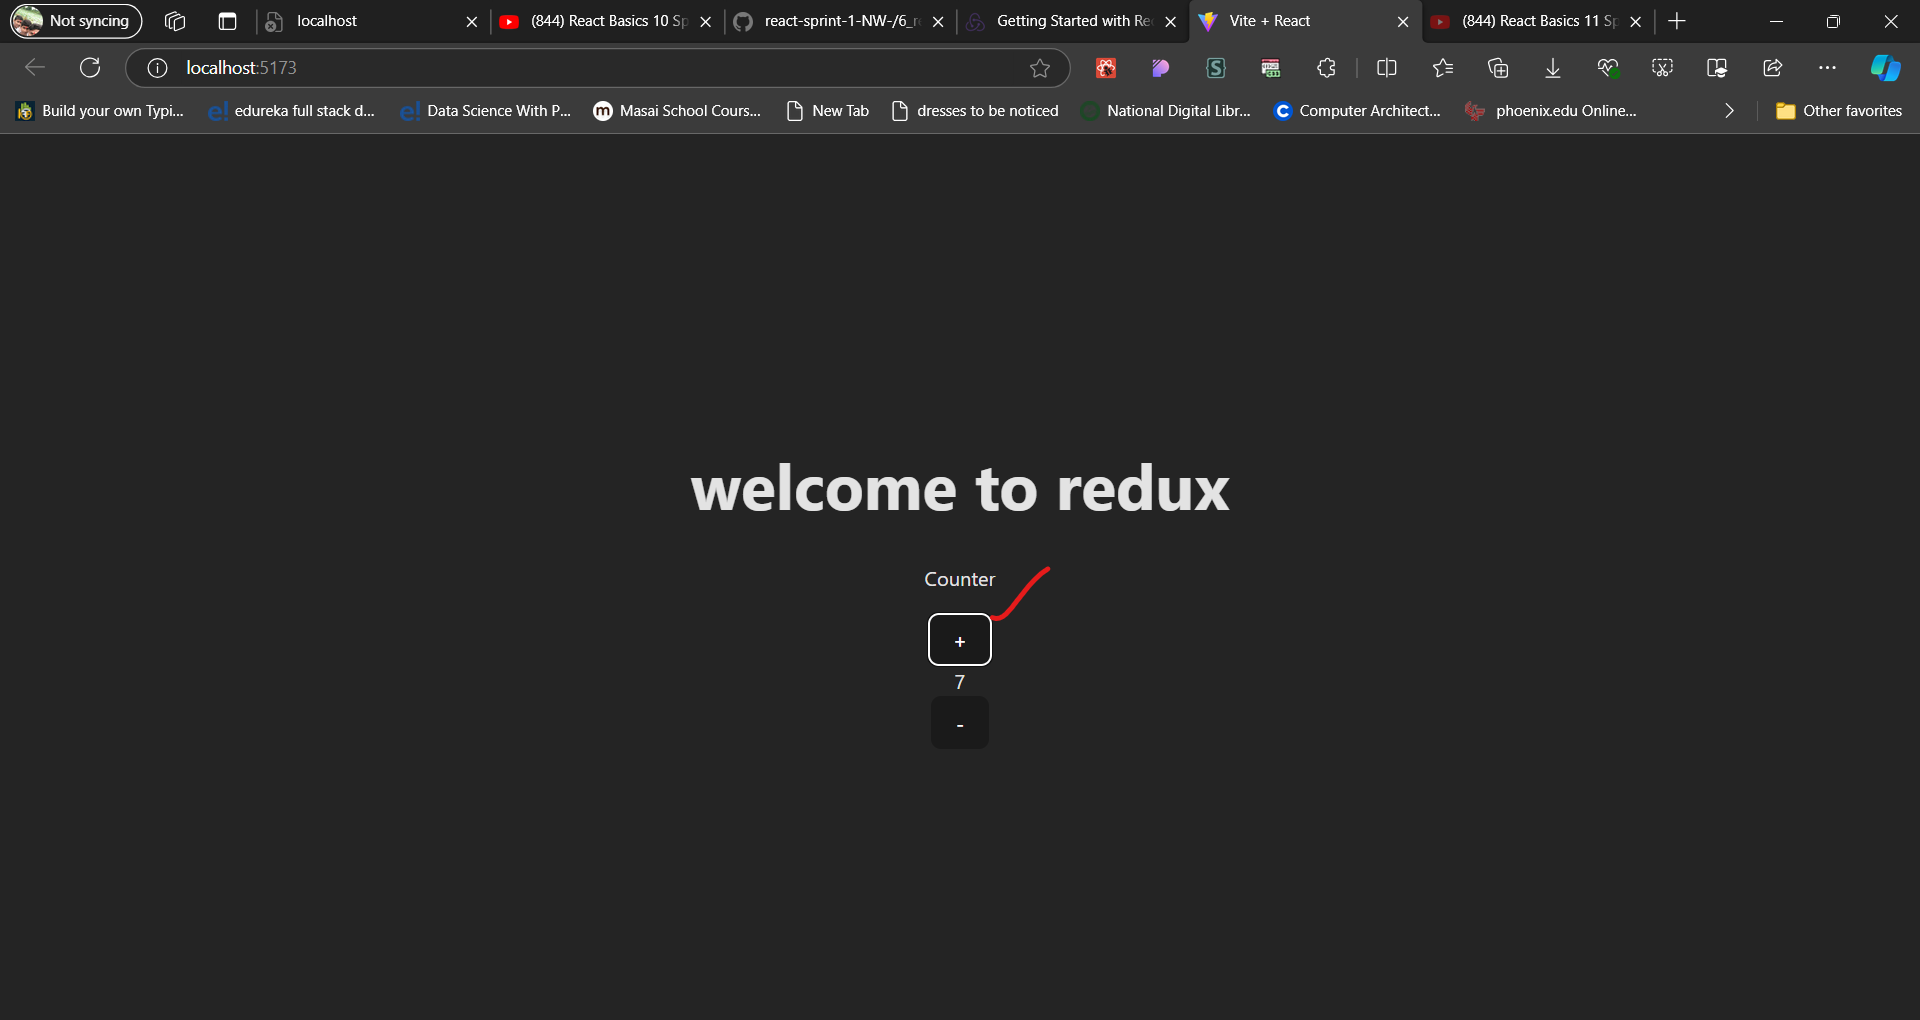 Not syncing
localhost
(844) React Basics 10 Sp
react-sprint-1-NW-/6_r
Getting Started with Re
Vite + React
(844) React Basics 11 Sp
localhost:5173
Build your own Typi...
edureka full stack d...
Data Science With P...
Masai School Cours...
New Tab
dresses to be noticed
National Digital Libr...
Computer Architect...
phoenix.edu Online...
Other favorites
welcome to redux
Counter
+
7
-